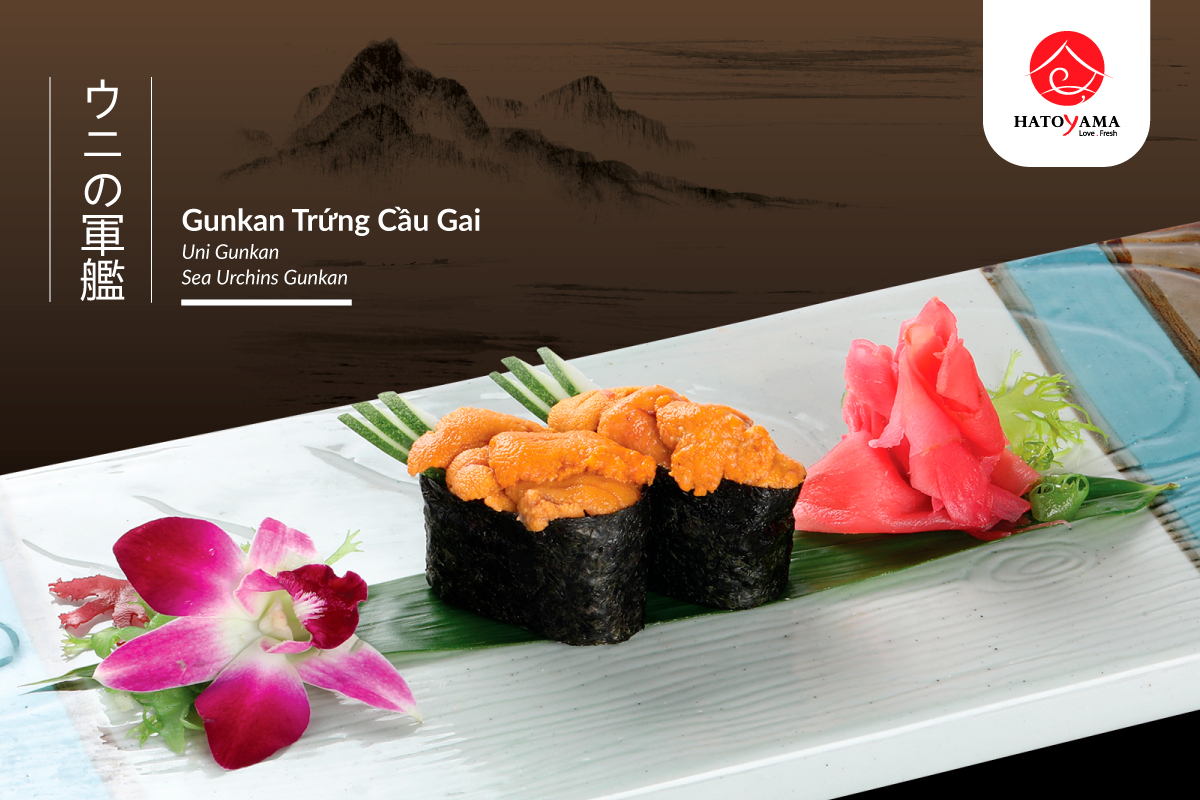 ウニの軍艦
Gunkan Trứng Cầu Gai
Uni Gunkan
Sea Urchins Gunkan
HATOYAMA
Love . Fresh